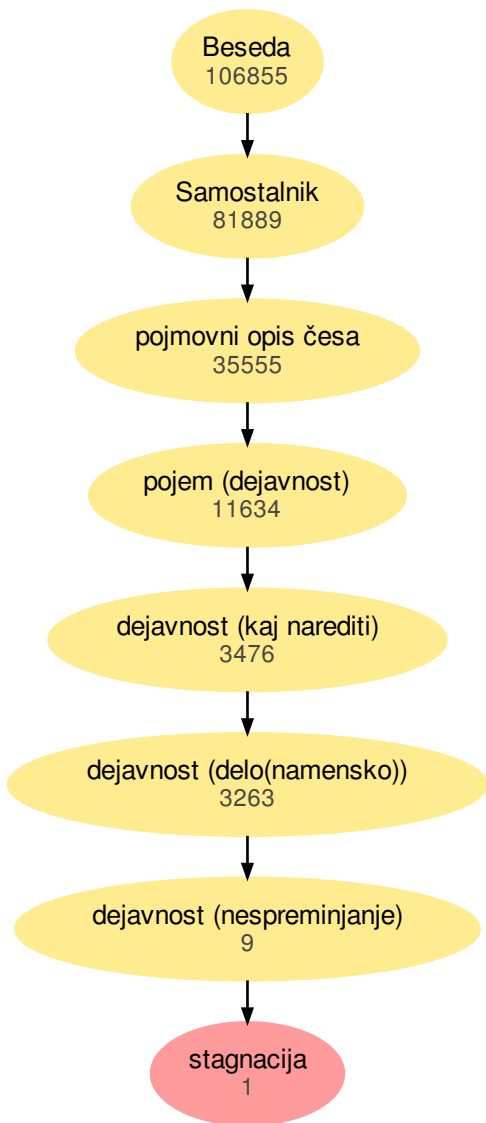 Beseda
106855
Samostalnik
81889
pojmovni opis česa
35555
pojem (dejavnost)
11634
dejavnost (kaj narediti)
3476
dejavnost (delo(namensko))
3263
dejavnost (nespreminjanje)
9
stagnacija
1